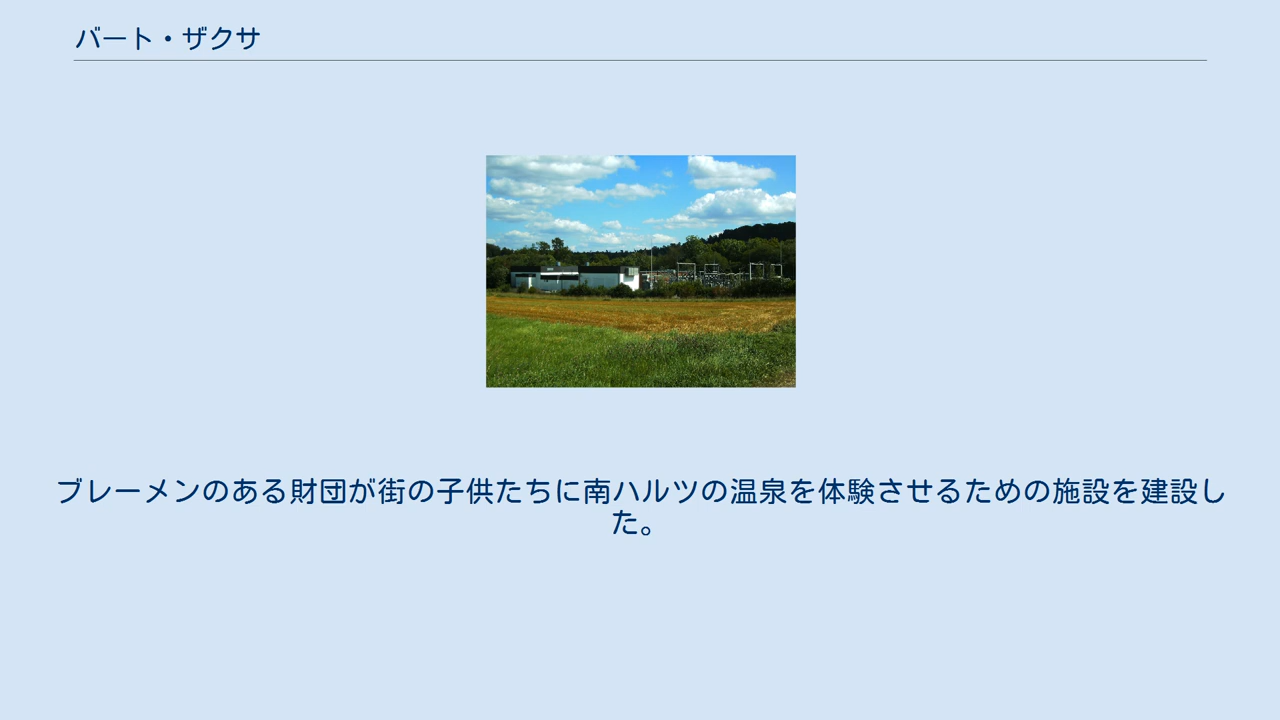 バート・ザクサ
ブレーメンのある財団が街の子供たちに南ハルツの温泉を体験させるための施設を建設し
た。